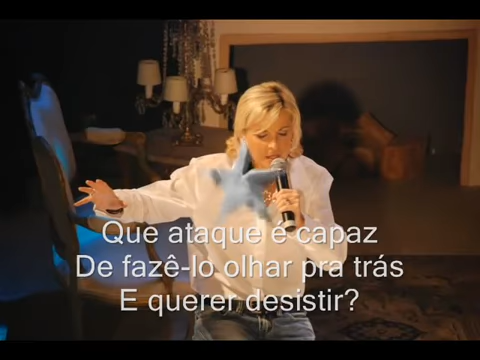 Que ataque é capaz
De fazê-lo olhar pra trás
E querer desistir?